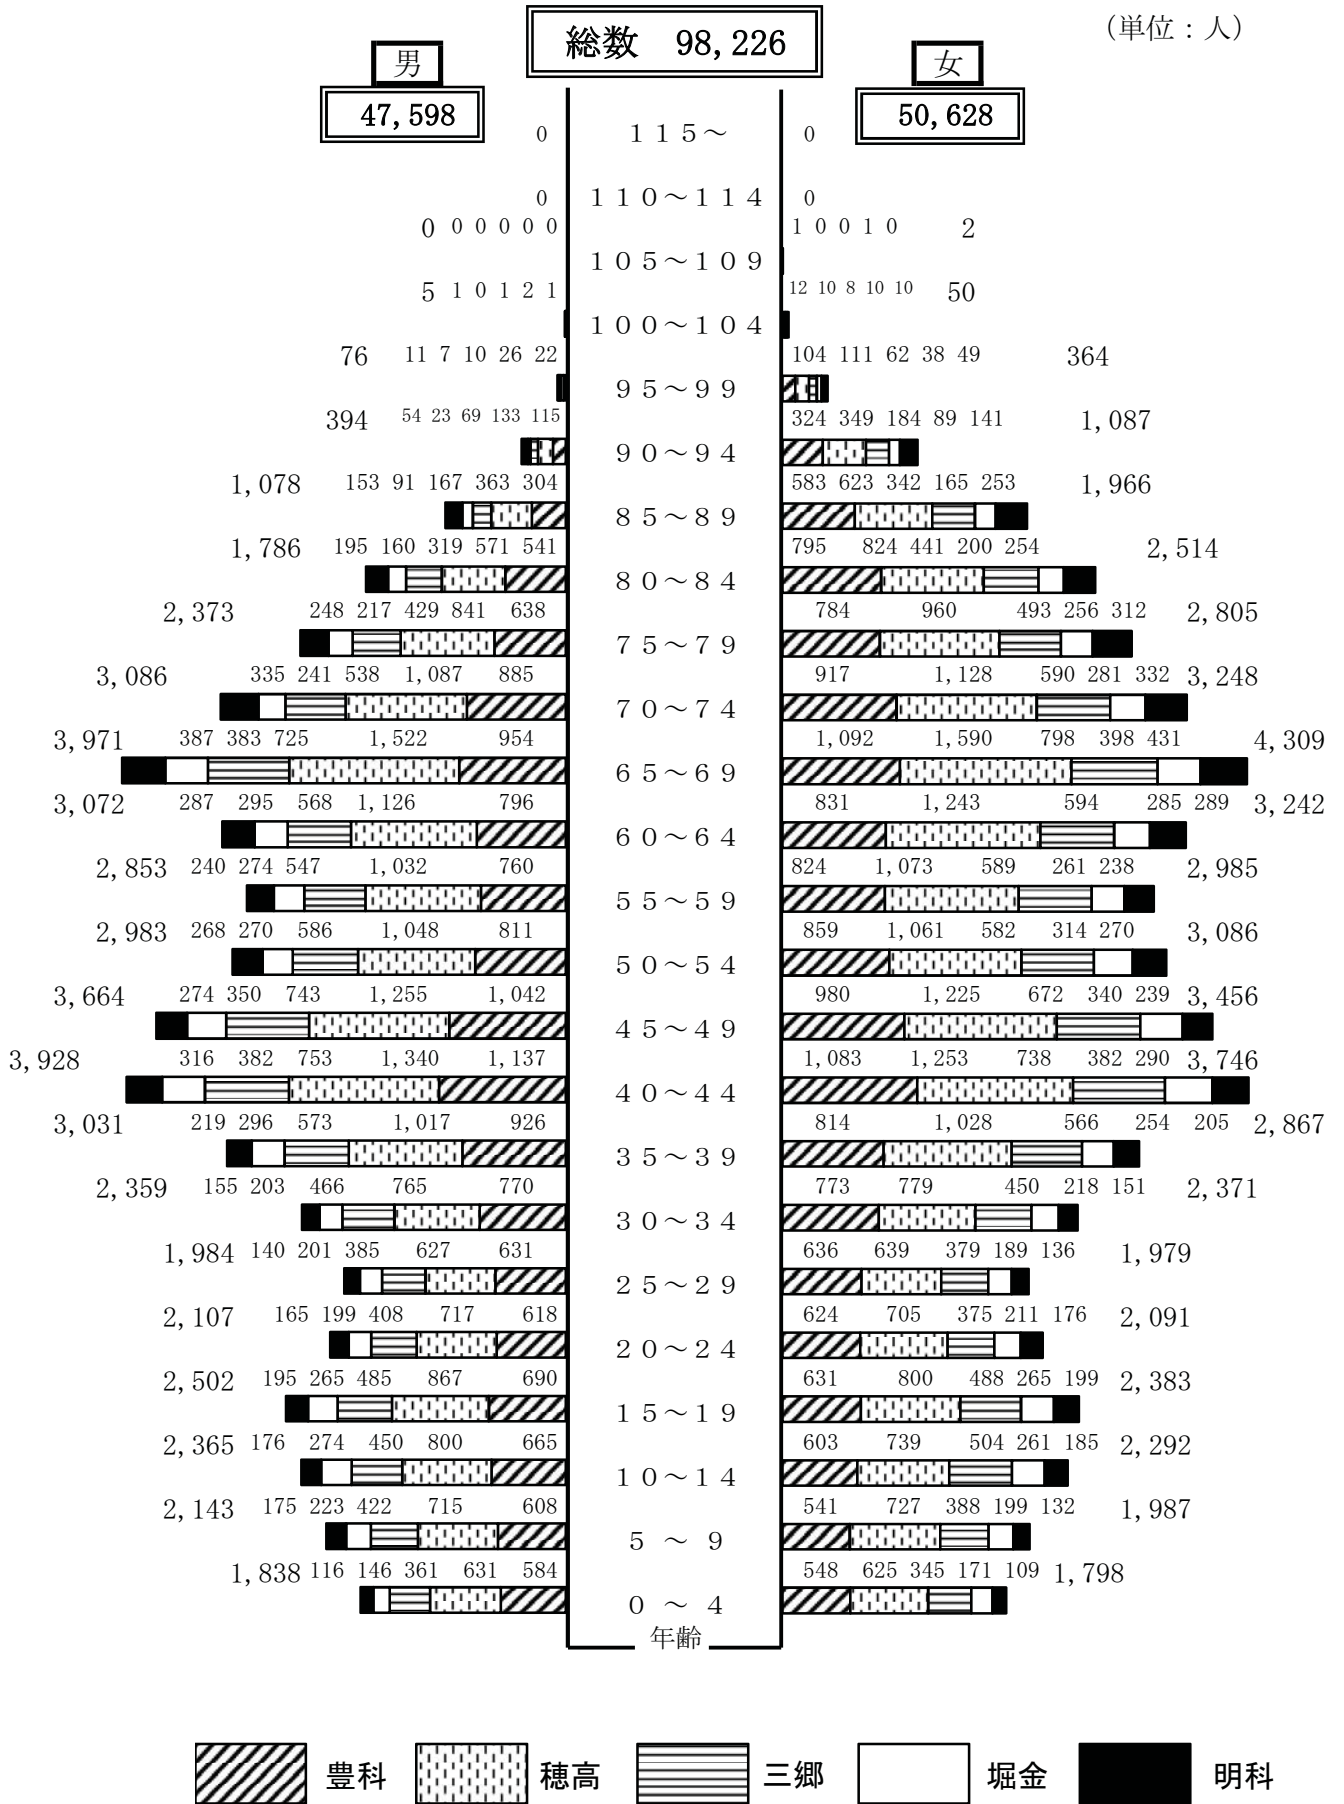 （単位：人）
総数　98,226
男　女
47,598　50,628
0　１１５～　0
0　１１０～１１４　0
0　0 0 0 0 0　1 0 0 1 0　2
１０５～１０９
5　1 0 1 2 1　12 10 8 10 10　50
１００～１０４
76　11 7 10 26 22　104 111 62 38 49　364
９５～９９
394　54 23 69 133 115　324 349 184 89 141　1,087
９０～９４
1,078　153 91 167 363 304　583 623 342 165 253　1,966
８５～８９
1,786　195 160 319 571 541　795 824 441 200 254　2,514
８０～８４
2,373　248 217 429 841 638　784 960 493 256 312　2,805
７５～７９
3,086　335 241 538 1,087 885　917 1,128 590 281 332　3,248
７０～７４
3,971　387 383 725 1,522 954　1,092 1,590 798 398 431　4,309
６５～６９
3,072　287 295 568 1,126 796　831 1,243 594 285 289　3,242
６０～６４
2,853　240 274 547 1,032 760　824 1,073 589 261 238　2,985
５５～５９
2,983　268 270 586 1,048 811　859 1,061 582 314 270　3,086
５０～５４
3,664　274 350 743 1,255 1,042　980 1,225 672 340 239　3,456
４５～４９
3,928　316 382 753 1,340 1,137　1,083 1,253 738 382 290　3,746
４０～４４
3,031　219 296 573 1,017 926　814 1,028 566 254 205　2,867
３５～３９
2,359　155 203 466 765 770　773 779 450 218 151　2,371
３０～３４
1,984　140 201 385 627 631　636 639 379 189 136　1,979
２５～２９
2,107　165 199 408 717 618　624 705 375 211 176　2,091
２０～２４
2,502　195 265 485 867 690　631 800 488 265 199　2,383
１５～１９
2,365　176 274 450 800 665　603 739 504 261 185　2,292
１０～１４
2,143　175 223 422 715 608　541 727 388 199 132　1,987
５ ～ ９
1,838　116 146 361 631 584　548 625 345 171 109　1,798
０ ～ ４
年齢
豊科　穂高　三郷　堀金　明科